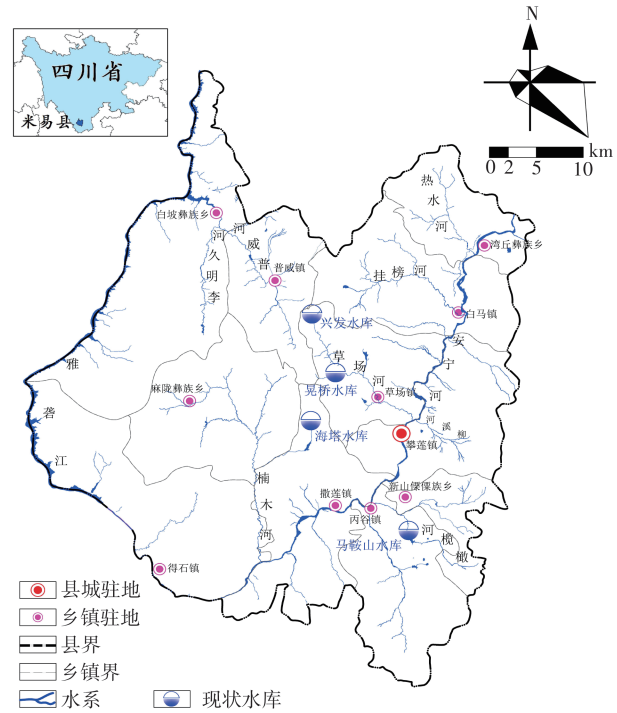 四川省
米易县
N
0 2 5 10 km
热水河
白坡彝族乡
湾丘彝族乡
河久明李
河威普
普威镇
挂榜河
白马镇
兴发水库
安宁河
草场河
晃桥水库
草场镇
麻陇彝族乡
雅砻江
海塔水库
河溪柳
攀莲镇
楠木河
撒莲镇
新山傈僳族乡
丙谷镇
马鞍山水库
河榄橄
得石镇
县城驻地
乡镇驻地
县界
乡镇界
水系
现状水库